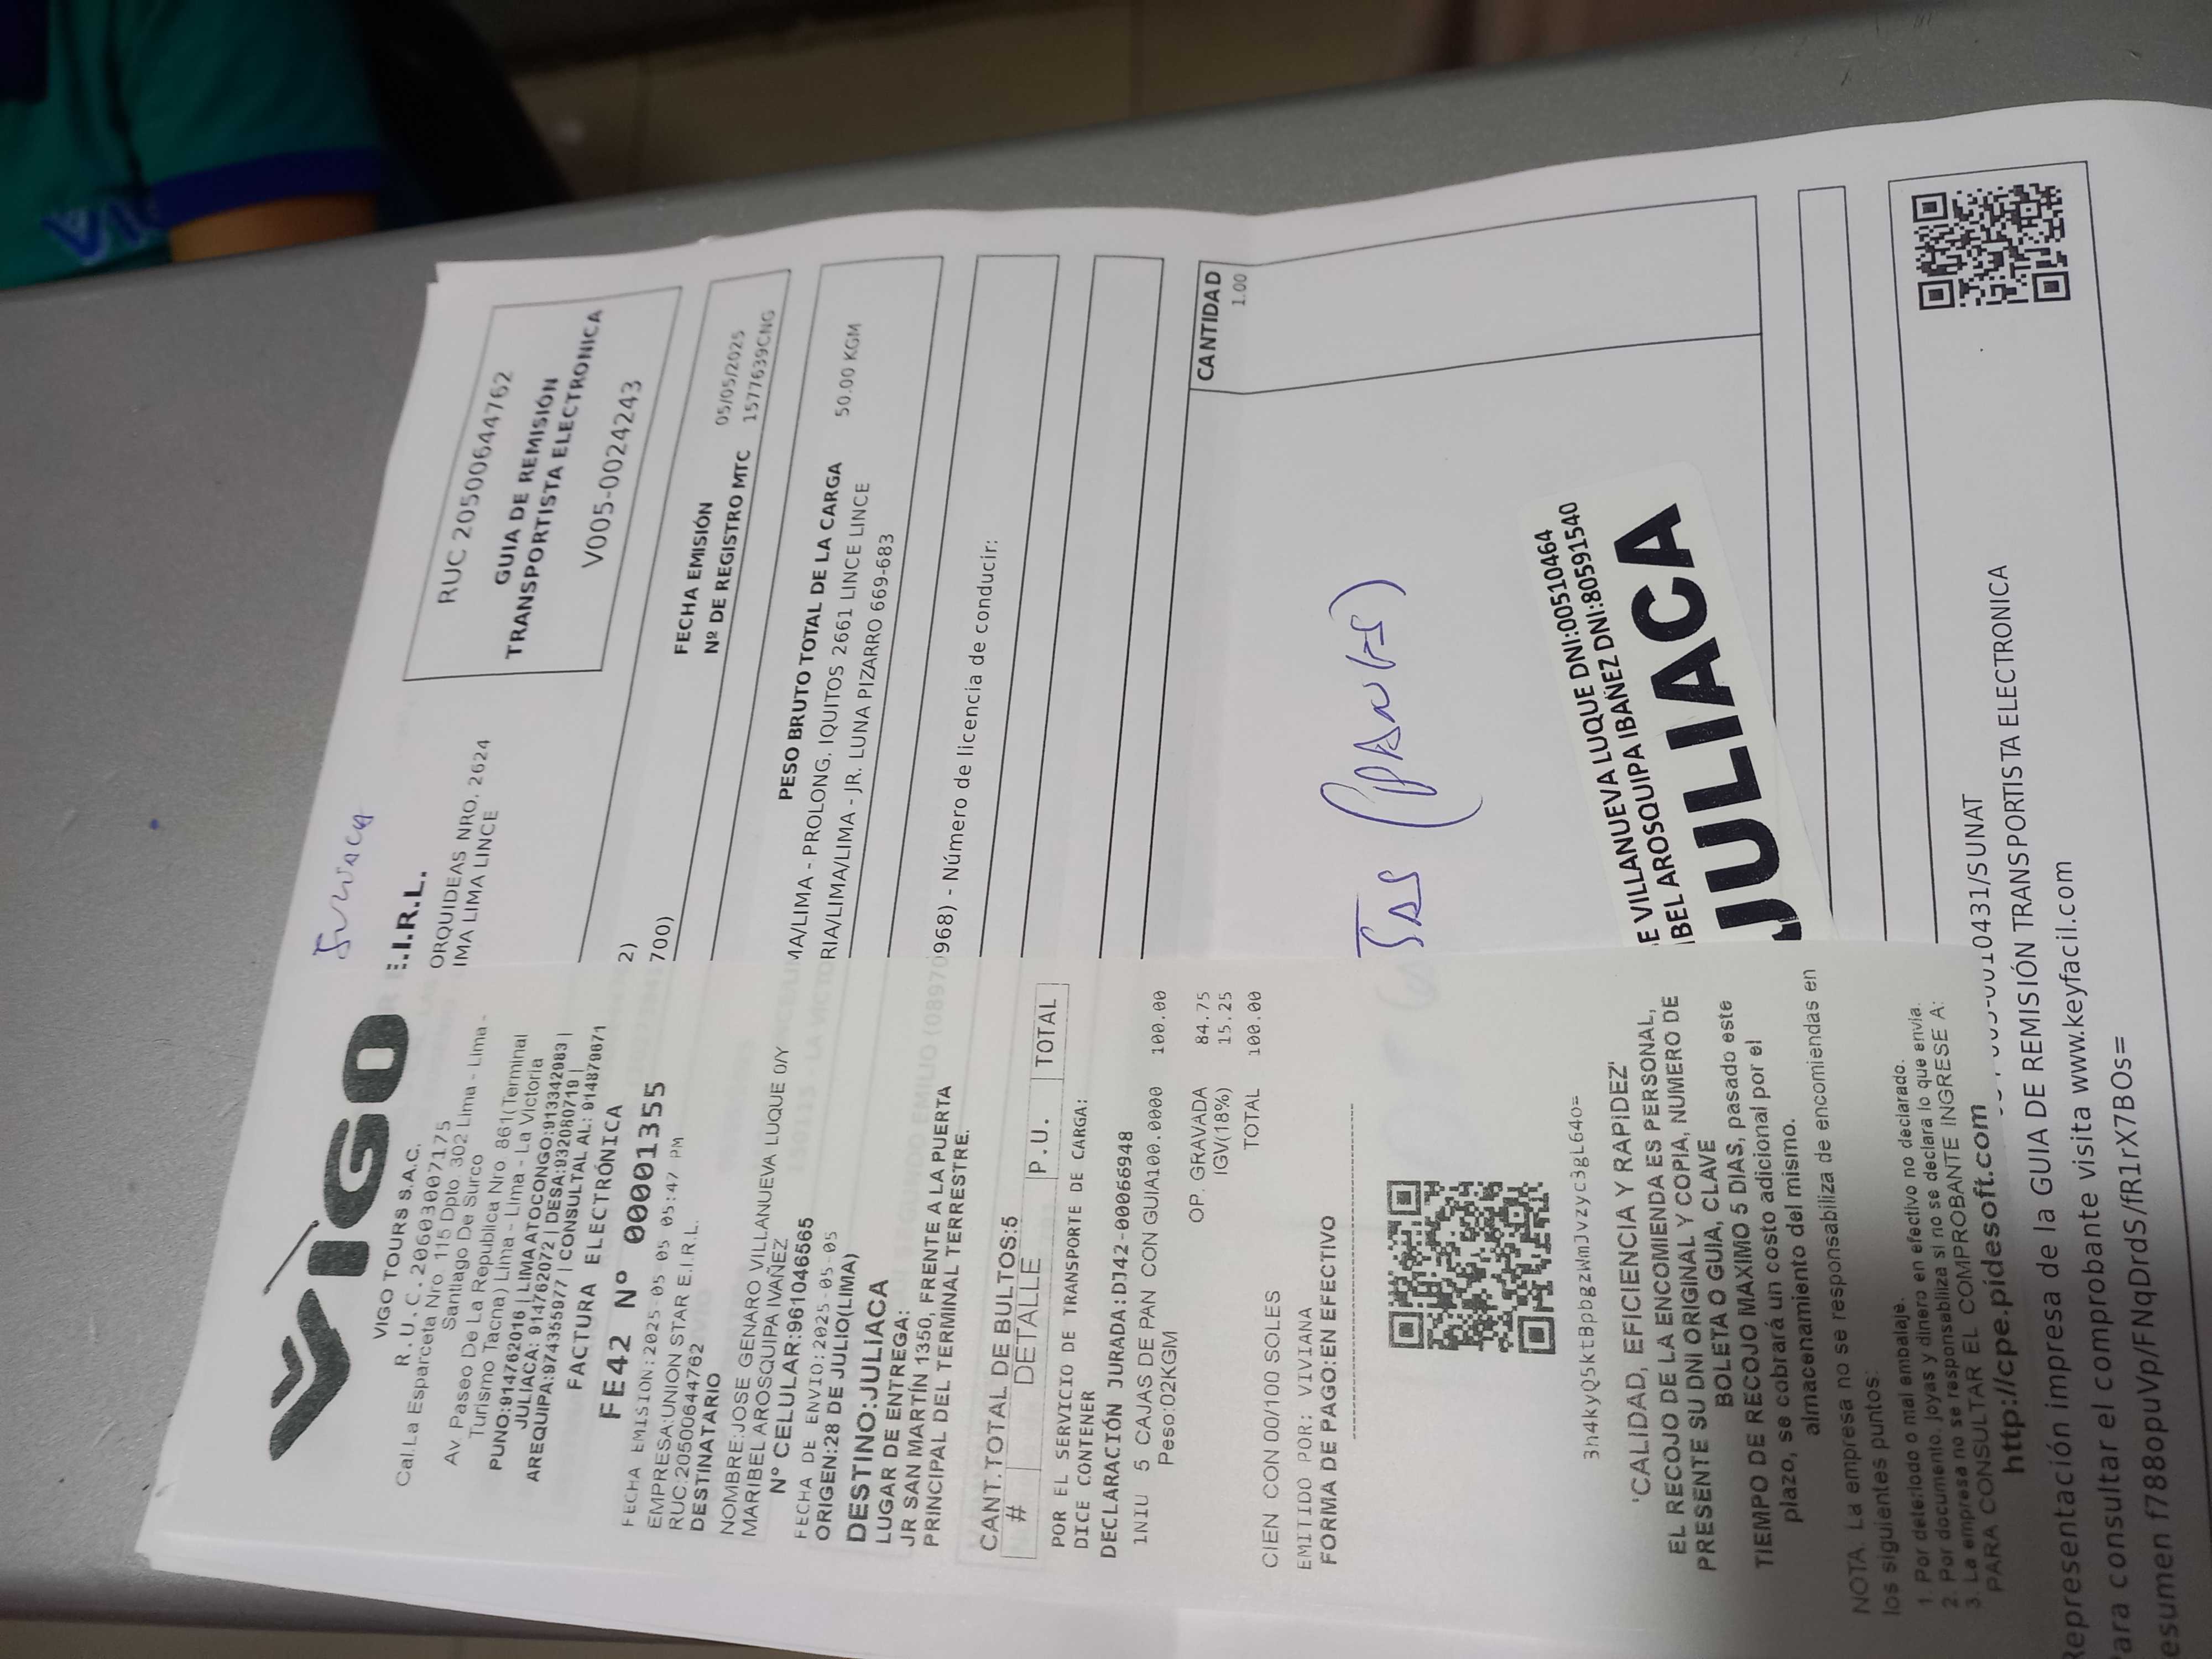 VIGO
VIGO TOURS S.A.C.
R.U.C.20603007175
Cal.La Esparceta Nro. 115 Dpto 302 Lima - Lima -
Santiago De Surco
Av. Paseo De La Republica Nro 861(Terminal
Turismo Tacna) Lima - Lima - La Victoria
PUNO:914762016 | LIMA ATOCONGO:913342983 |
JULIACA: 914762072 | DESA:932080719 |
AREQUIPA:974355977 | CONSULTAL AL: 914879671
FACTURA ELECTRÓNICA
FE42 Nº 00001355
FECHA EMISION:2025-05-05 05:47 PM
EMPRESA:UNION STAR E.I.R.L.
RUC:20500644762
DESTINATARIO
NOMBRE:JOSE GENARO VILLANUEVA LUQUE 0/Y
MARIBEL AROSQUIPA IVAÑEZ
Nº CELULAR:961046565
FECHA DE ENVIO:2025-05-05
ORIGEN:28 DE JULIO(LIMA)
DESTINO:JULIACA
LUGAR DE ENTREGA:
JR SAN MARTÍN 1350, FRENTE A LA PUERTA
PRINCIPAL DEL TERMINAL TERRESTRE.
CANT.TOTAL DE BULTOS:5
# DETALLE P.U. TOTAL
POR EL SERVICIO DE TRANSPORTE DE CARGA:
DICE CONTENER
DECLARACIÓN JURADA:DJ42-00066948
1NIU 5 CAJAS DE PAN CON GUIA100.0000 100.00
Peso:02KGM
OP. GRAVADA 84.75
IGV(18%) 15.25
TOTAL 100.00
CIEN CON 00/100 SOLES
EMITIDO POR: VIVIANA
FORMA DE PAGO:EN EFECTIVO
3h4kyQ5ktBpbgzWmJvzyC3gL64o=
'CALIDAD, EFICIENCIA Y RAPIDEZ'
EL RECOJO DE LA ENCOMIENDA ES PERSONAL,
PRESENTE SU DNI ORIGINAL Y COPIA, NUMERO DE
BOLETA O GUIA, CLAVE
TIEMPO DE RECOJO MAXIMO 5 DIAS, pasado este
plazo, se cobrará un costo adicional por el
almacenamiento del mismo.
NOTA. La empresa no se responsabiliza de encomiendas en
los siguientes puntos:
1. Por deteriodo o mal embalaje.
2. Por documento, joyas y dinero en efectivo no declarado.
3. La empresa no se responsabiliza si no se declara lo que envia.
PARA CONSULTAR EL COMPROBANTE INGRESE A:
http://cpe.pidesoft.com
E.I.R.L.
ORQUIDEAS NRO. 2624
IMA LIMA LINCE
RUC 20500644762
GUIA DE REMISIÓN
TRANSPORTISTA ELECTRONICA
V005-0024243
2)
700)
FECHA EMISIÓN 05/05/2025
Nº DE REGISTRO MTC 1577639CNG
PESO BRUTO TOTAL DE LA CARGA 50.00 KGM
MA/LIMA - PROLONG. IQUITOS 2661 LINCE LINCE
RIA/LIMA/LIMA - JR. LUNA PIZARRO 669-683
968) - Número de licencia de conducir:
CANTIDAD
1.00
E VILLANUEVA LUQUE DNI:00510464
BEL AROSQUIPA IBAÑEZ DNI:80591540
JULIACA
0010431/SUNAT
Representación impresa de la GUIA DE REMISIÓN TRANSPORTISTA ELECTRONICA
Para consultar el comprobante visita www.keyfacil.com
esumen f788opuVp/FNqDrdS/fR1rX7BOs=